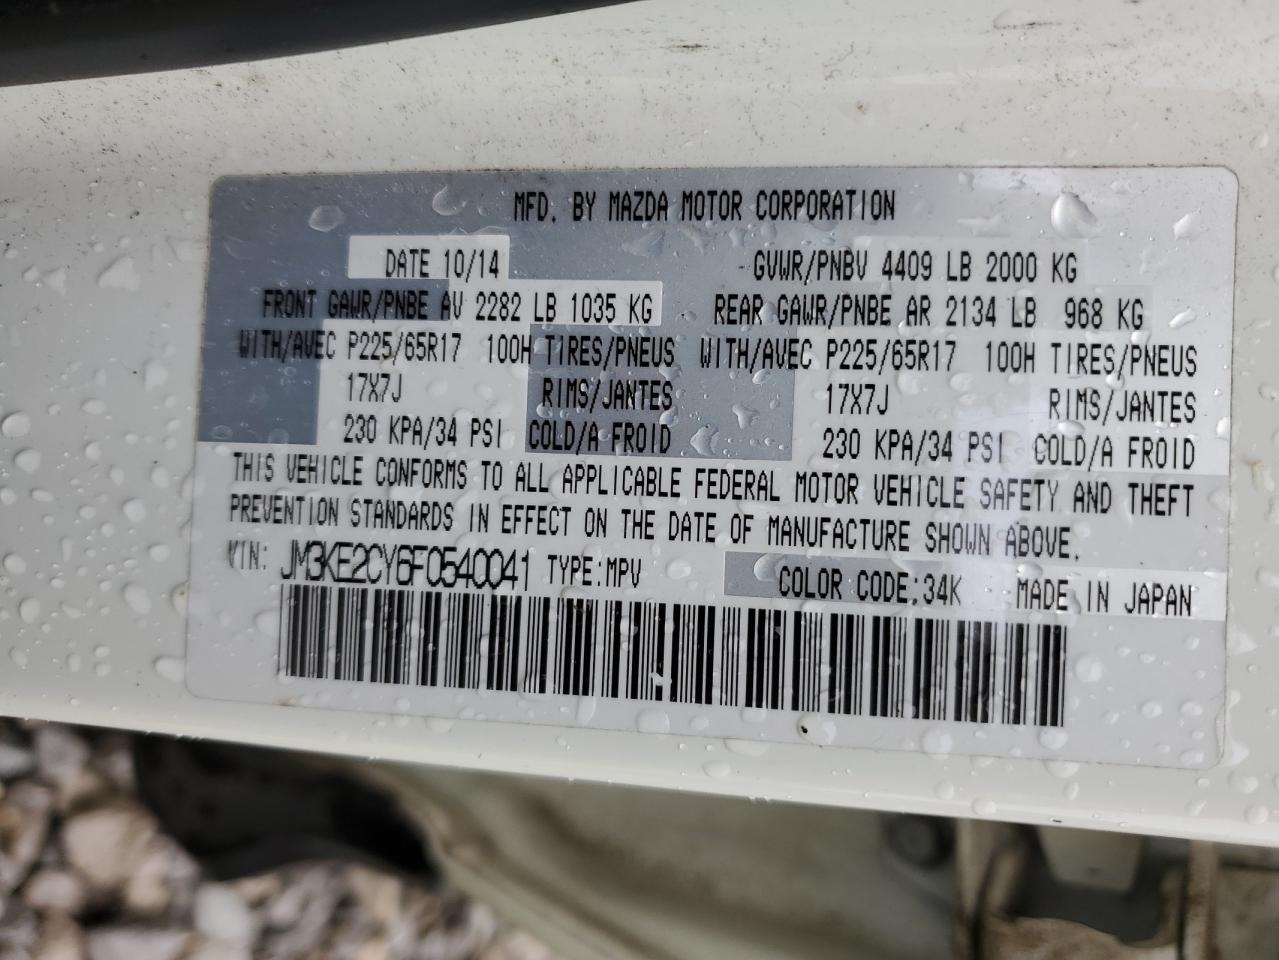 MFD. BY MAZDA MOTOR CORPORATION
DATE 10/14 GVWR/PNBV 4409 LB 2000 KG
FRONT GAWR/PNBE AV 2282 LB 1035 KG REAR GAWR/PNBE AR 2134 LB 968 KG
WITH/AVEC P225/65R17 100H TIRES/PNEUS WITH/AVEC P225/65R17 100H TIRES/PNEUS
17X7J RIMS/JANTES 17X7J RIMS/JANTES
230 KPA/34 PSI COLD/A FROID 230 KPA/34 PSI COLD/A FROID
THIS VEHICLE CONFORMS TO ALL APPLICABLE FEDERAL MOTOR VEHICLE SAFETY AND THEFT
PREVENTION STANDARDS IN EFFECT ON THE DATE OF MANUFACTURE SHOWN ABOVE.
VIN: JM3KE2CY6F0540041 TYPE:MPV COLOR CODE:34K MADE IN JAPAN